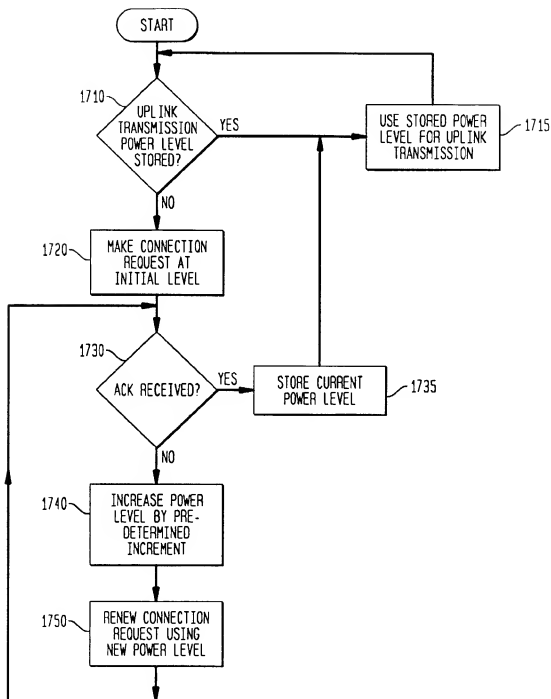 START
1710
UPLINK
TRANSMISSION
POWER LEVEL
STORED?
YES
USE STORED POWER
LEVEL FOR UPLINK
TRANSMISSION
1715
NO
1720
MAKE CONNECTION
REQUEST AT
INITIAL LEVEL
1730
ACK RECEIVED?
YES
STORE CURRENT
POWER LEVEL
1735
NO
1740
INCREASE POWER
LEVEL BY PRE-
DETERMINED
INCREMENT
1750
RENEW CONNECTION
REQUEST USING
NEW POWER LEVEL